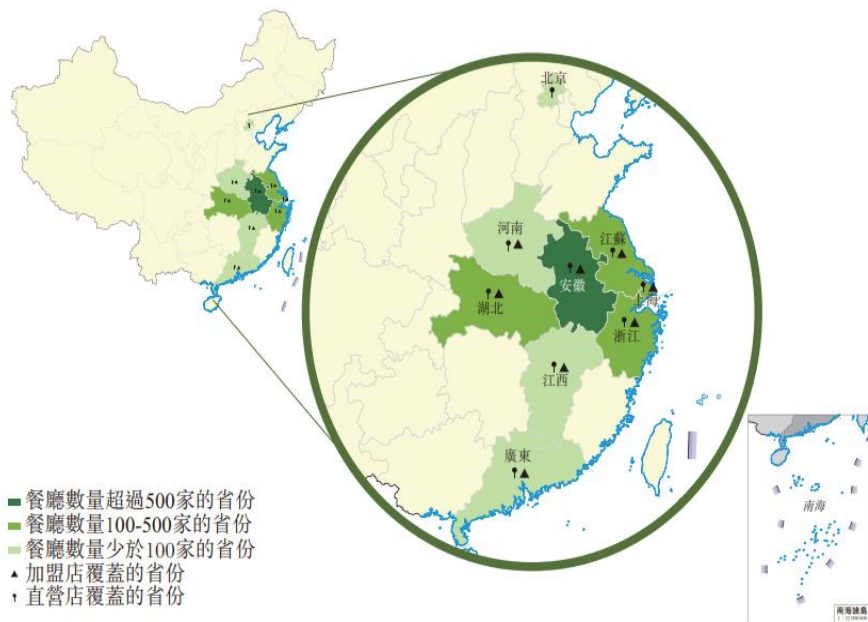 北京
河南
江蘇
安徽
上海
湖北
浙江
江西
廣東
餐廳數量超過500家的省份
餐廳數量100-500家的省份
餐廳數量少於100家的省份
加盟店覆蓋的省份
直營店覆蓋的省份
南海
南海諸島